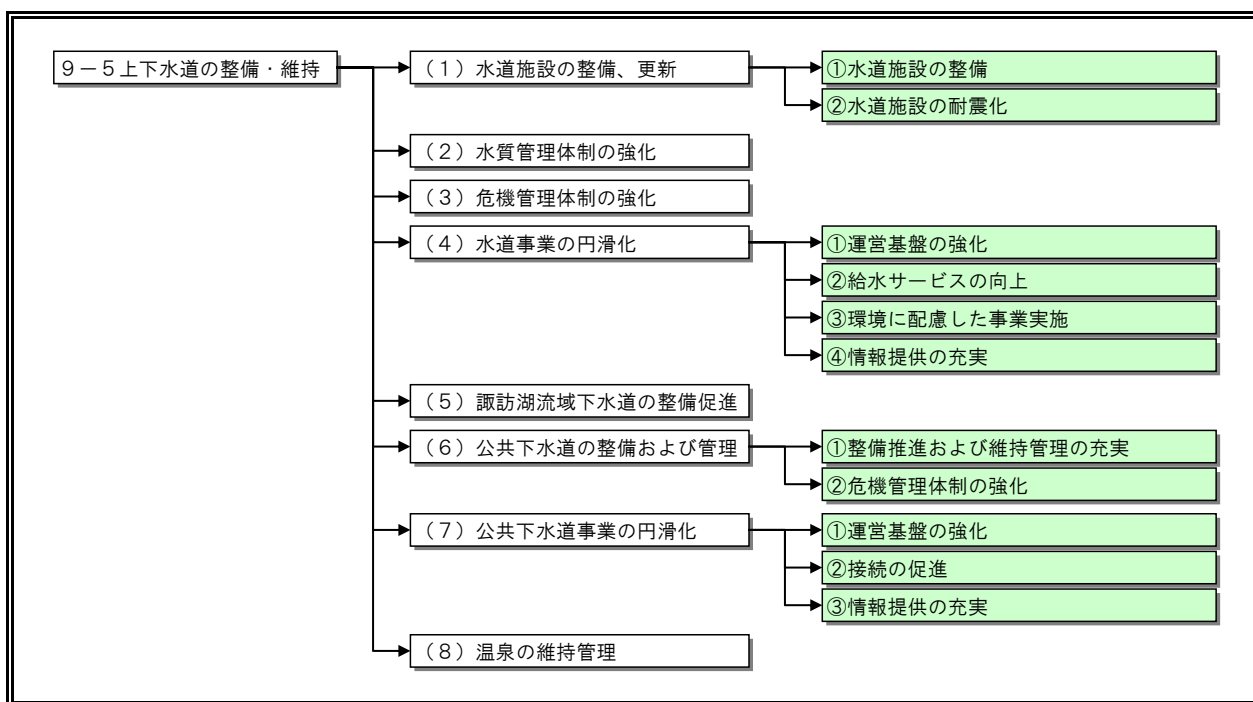 ９－５上下水道の整備・維持
（１）水道施設の整備、更新
①水道施設の整備
②水道施設の耐震化
（２）水質管理体制の強化
（３）危機管理体制の強化
（４）水道事業の円滑化
①運営基盤の強化
②給水サービスの向上
③環境に配慮した事業実施
④情報提供の充実
（５）諏訪湖流域下水道の整備促進
（６）公共下水道の整備および管理
①整備推進および維持管理の充実
②危機管理体制の強化
（７）公共下水道事業の円滑化
①運営基盤の強化
②接続の促進
③情報提供の充実
（８）温泉の維持管理